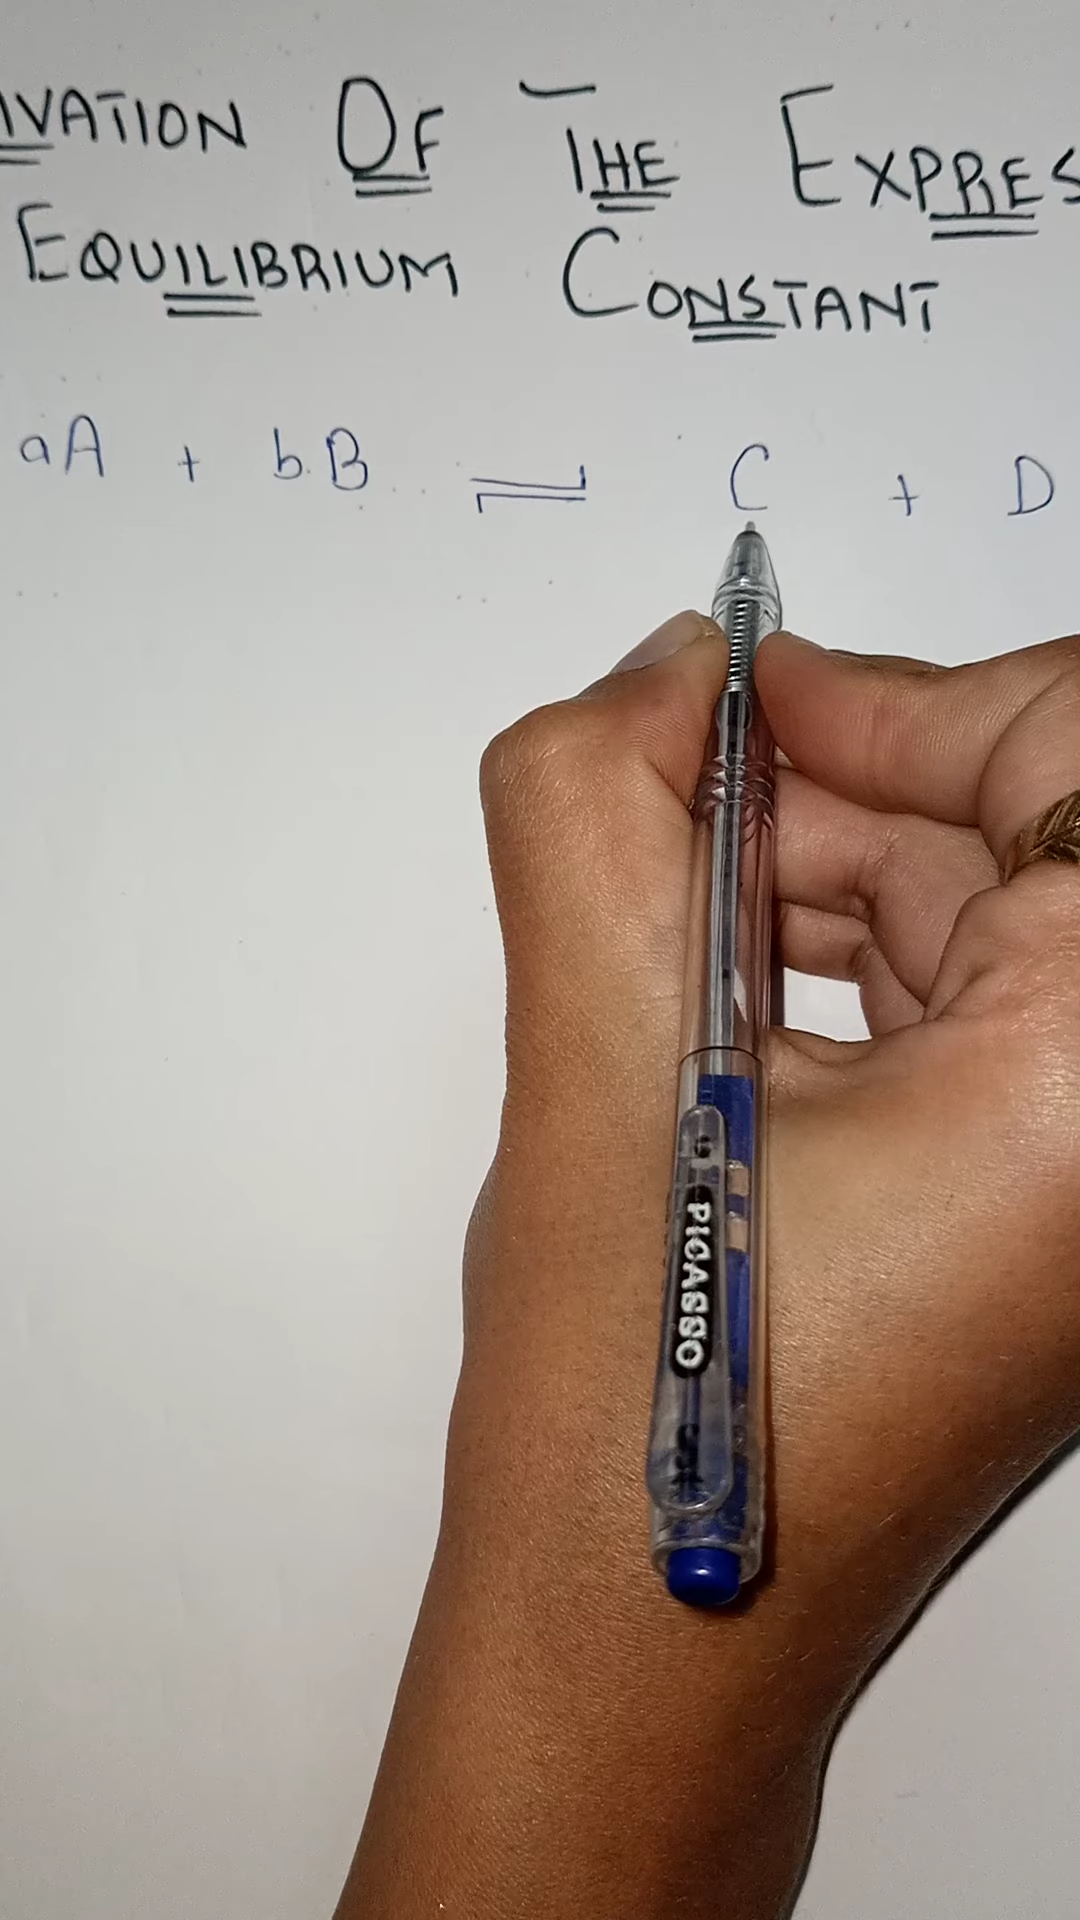 IVATION OF THE EXPRES
EQUILIBRIUM CONSTANT
aA + bB ⇌ C + D
PICASSO